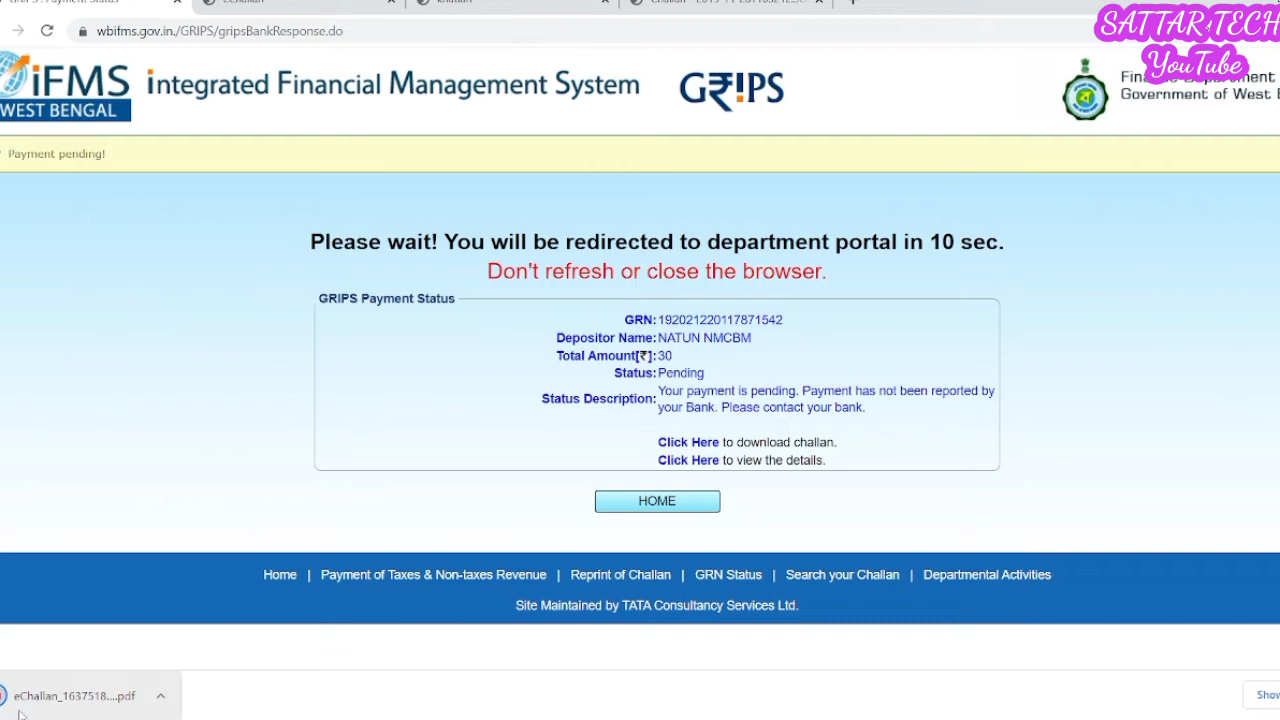 SATTAR TECH
YouTube
wbifms.gov.in./GRIPS/gripsBankResponse.do
iFMS
WEST BENGAL
integrated Financial Management System
GR₹!PS
Government of West
Payment pending!
Please wait! You will be redirected to department portal in 10 sec.
Don't refresh or close the browser.
GRIPS Payment Status
GRN: 192021220117871542
Depositor Name: NATUN NMCBM
Total Amount[₹]: 30
Status: Pending
Status Description: Your payment is pending. Payment has not been reported by
your Bank. Please contact your bank.
Click Here to download challan.
Click Here to view the details.
HOME
Home | Payment of Taxes & Non-taxes Revenue | Reprint of Challan | GRN Status | Search your Challan | Departmental Activities
Site Maintained by TATA Consultancy Services Ltd.
eChallan_1637518....pdf
Show